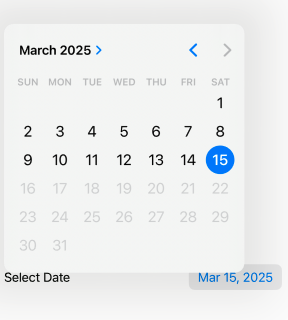 March 2025
SUN MON TUE WED THU FRI SAT
1
2 3 4 5 6 7 8
9 10 11 12 13 14 15
16 17 18 19 20 21 22
23 24 25 26 27 28 29
30 31
Select Date Mar 15, 2025